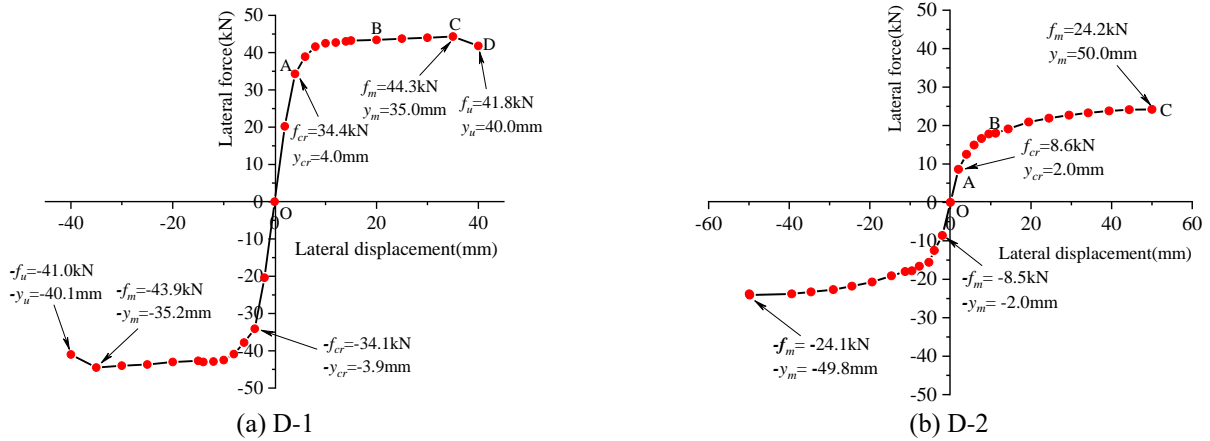 Lateral force(kN)
50
40
30
20
10
0
-10
-20
-30
-40
-50
-40
-20
0
20
40
Lateral displacement(mm)
O
A
B
C
D
f_m=44.3kN
y_m=35.0mm
f_u=41.8kN
y_u=40.0mm
f_cr=34.4kN
y_cr=4.0mm
-f_u=-41.0kN
-y_u=-40.1mm
-f_m=-43.9kN
-y_m=-35.2mm
-f_cr=-34.1kN
-y_cr=-3.9mm
(a) D-1
Lateral force(kN)
50
40
30
20
10
0
-10
-20
-30
-40
-50
-60
-40
-20
0
20
40
60
Lateral displacement(mm)
O
A
B
C
f_m=24.2kN
y_m=50.0mm
f_cr=8.6kN
y_cr=2.0mm
-f_m= -8.5kN
-y_m= -2.0mm
-f_m= -24.1kN
-y_m= -49.8mm
(b) D-2